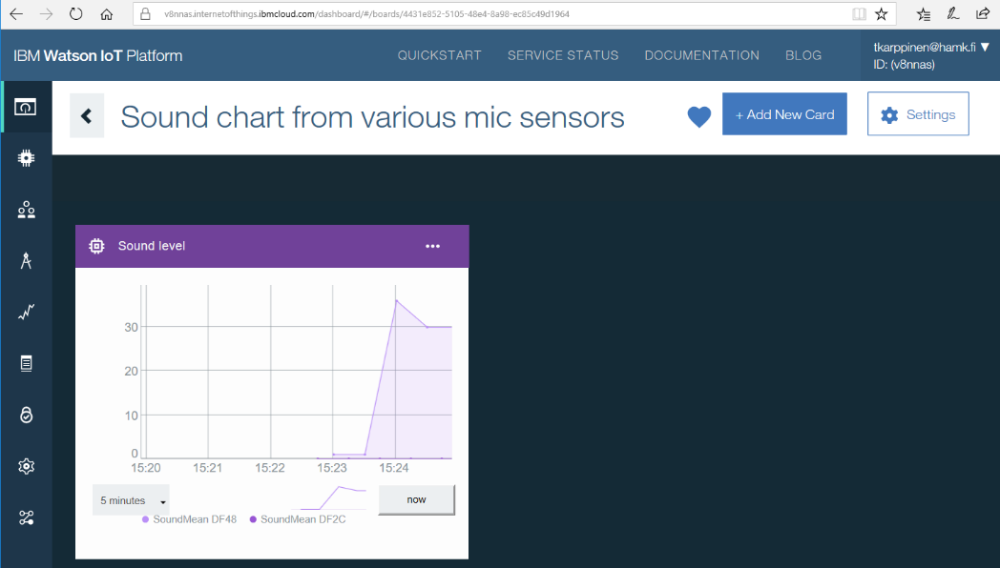 v8nnas.internetofthings.ibmcloud.com/dashboard/#/boards/4431e852-5105-48e4-8a98-ec85c49d1964
IBM Watson IoT Platform
QUICKSTART
SERVICE STATUS
DOCUMENTATION
BLOG
tkarppinen@hamk.fi ▼
ID: (v8nnas)
Sound chart from various mic sensors
+ Add New Card
Settings
Sound level
30
20
10
0
15:20 15:21 15:22 15:23 15:24
5 minutes
now
SoundMean DF48 SoundMean DF2C